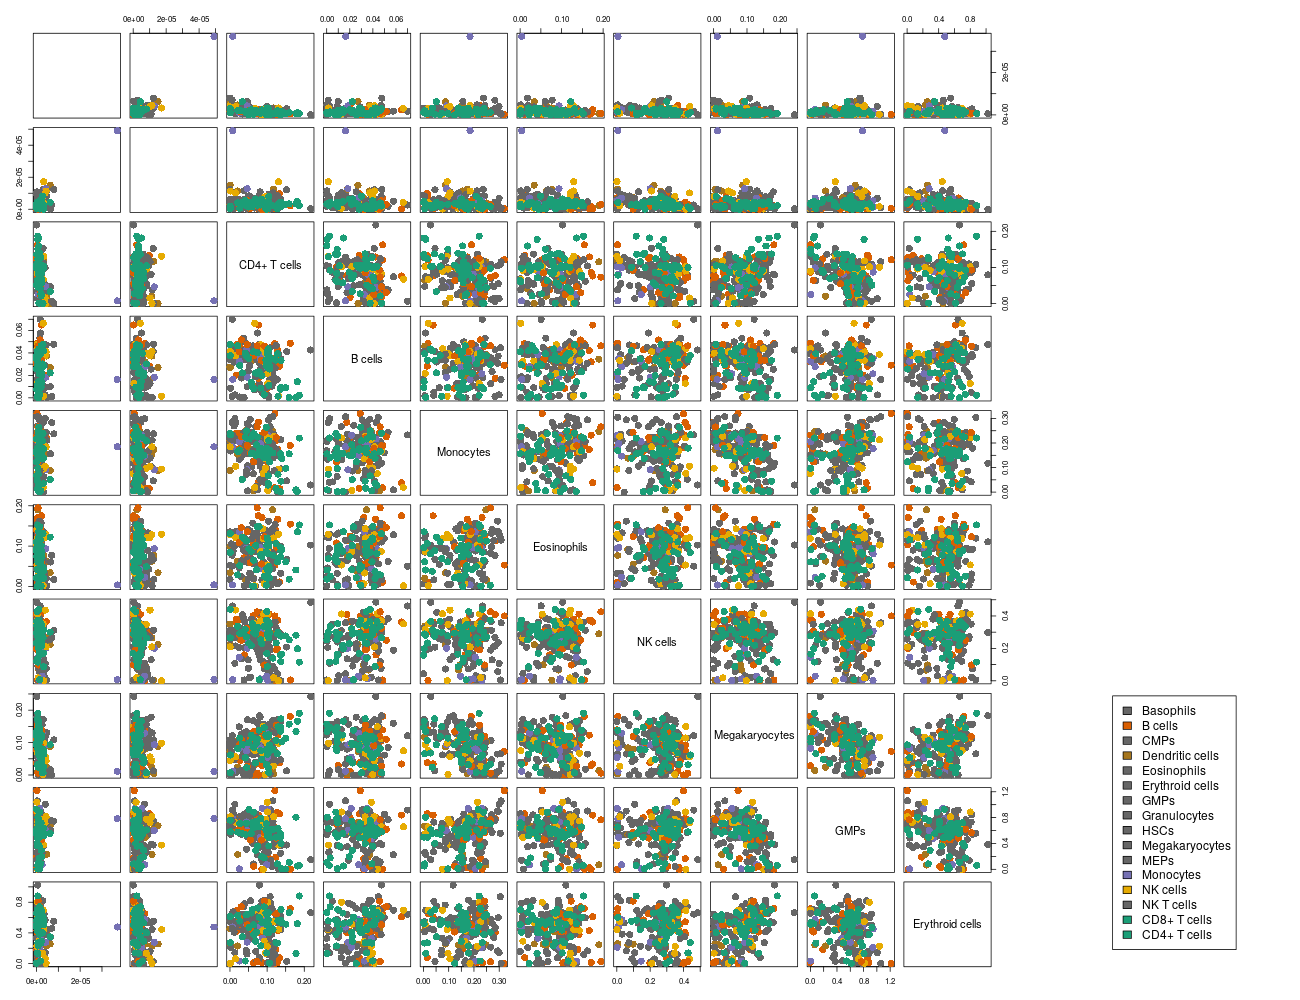 0e+00 2e-05 4e-05 0.00 0.02 0.04 0.06 0.00 0.10 0.20 0.00 0.10 0.20 0.0 0.4 0.8
0e+00 2e-05
0e+00 2e-05 4e-05
CD4+ T cells
0.00 0.10 0.20
B cells
0.00 0.02 0.04 0.06
Monocytes
0.00 0.10 0.20 0.30
Eosinophils
0.00 0.10 0.20
NK cells
0.0 0.2 0.4
Megakaryocytes
0.00 0.10 0.20
GMPs
0.0 0.4 0.8 1.2
Erythroid cells
0.0 0.4 0.8
0e+00 2e-05 0.00 0.10 0.20 0.00 0.10 0.20 0.30 0.0 0.2 0.4 0.0 0.4 0.8 1.2
Basophils
B cells
CMPs
Dendritic cells
Eosinophils
Erythroid cells
GMPs
Granulocytes
HSCs
Megakaryocytes
MEPs
Monocytes
NK cells
NK T cells
CD8+ T cells
CD4+ T cells